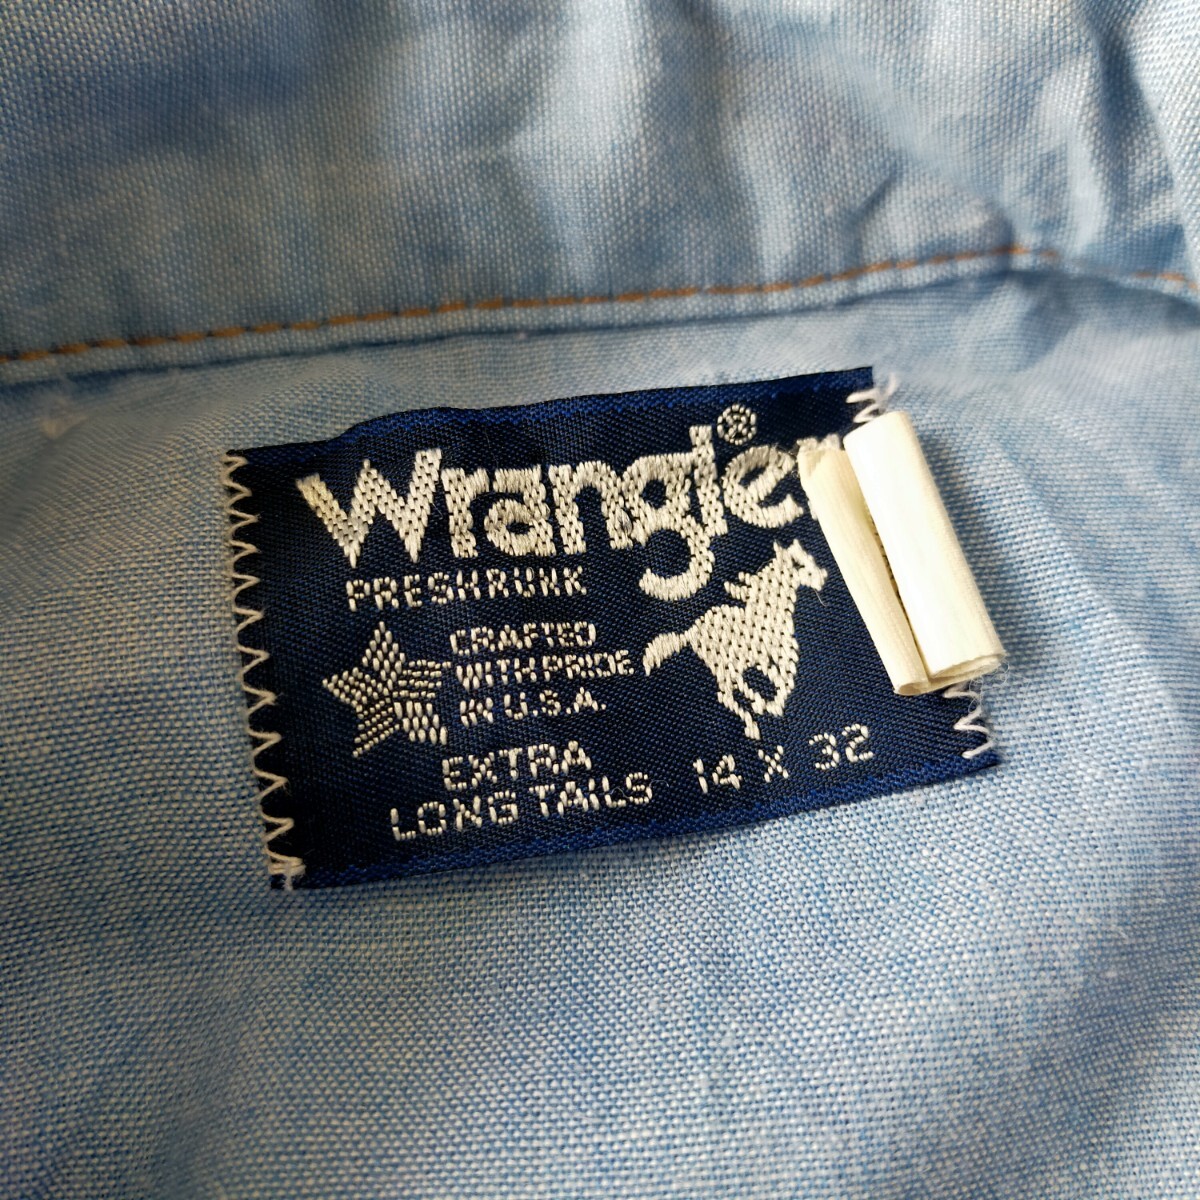 Wrangler®
PRESHRUNK
CRAFTED
WITH PRIDE
IN U.S.A.
EXTRA
LONG TAILS
14 X 32